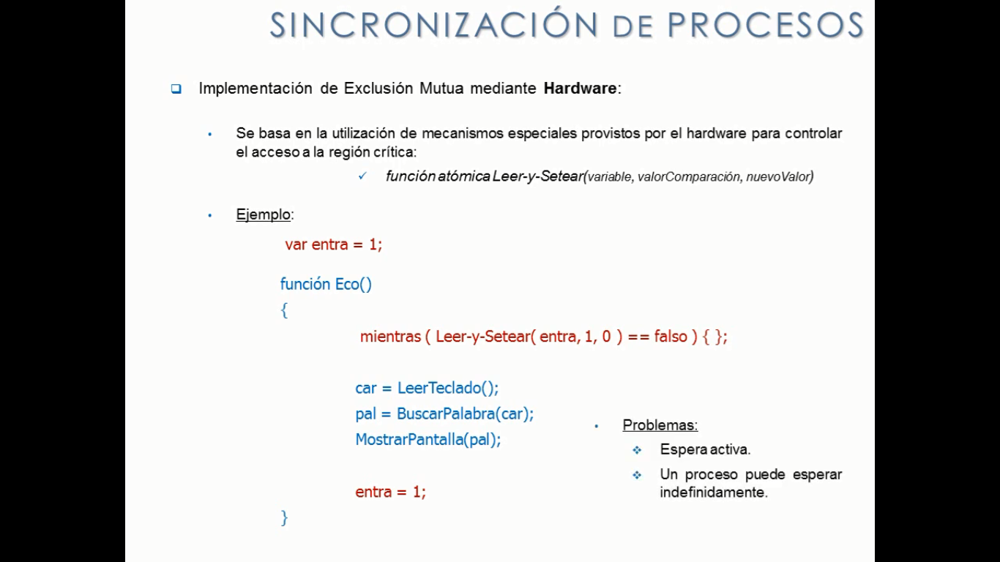 SINCRONIZACIÓN DE PROCESOS
Implementación de Exclusión Mutua mediante Hardware:
Se basa en la utilización de mecanismos especiales provistos por el hardware para controlar
el acceso a la región crítica:
función atómica Leer-y-Setear(variable, valorComparación, nuevoValor)
Ejemplo:
var entra = 1;
función Eco()
{
mientras ( Leer-y-Setear( entra, 1, 0 ) == falso ) { };
car = LeerTeclado();
pal = BuscarPalabra(car);
MostrarPantalla(pal);
entra = 1;
}
Problemas:
Espera activa.
Un proceso puede esperar
indefinidamente.